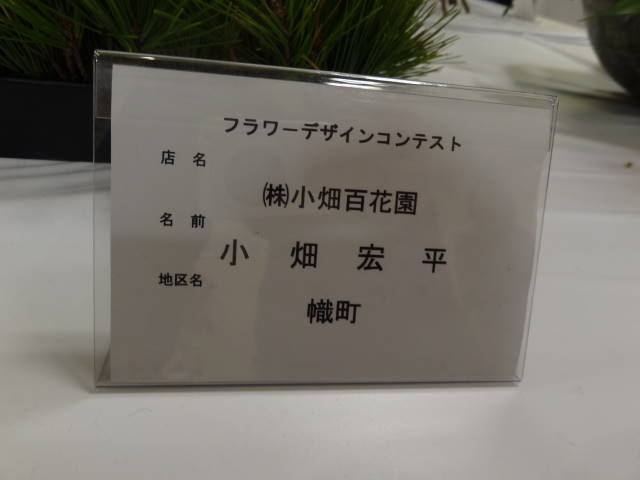 フラワーデザインコンテスト
店 名
㈱小畑百花園
名 前
小 畑 宏 平
地区名
幟町